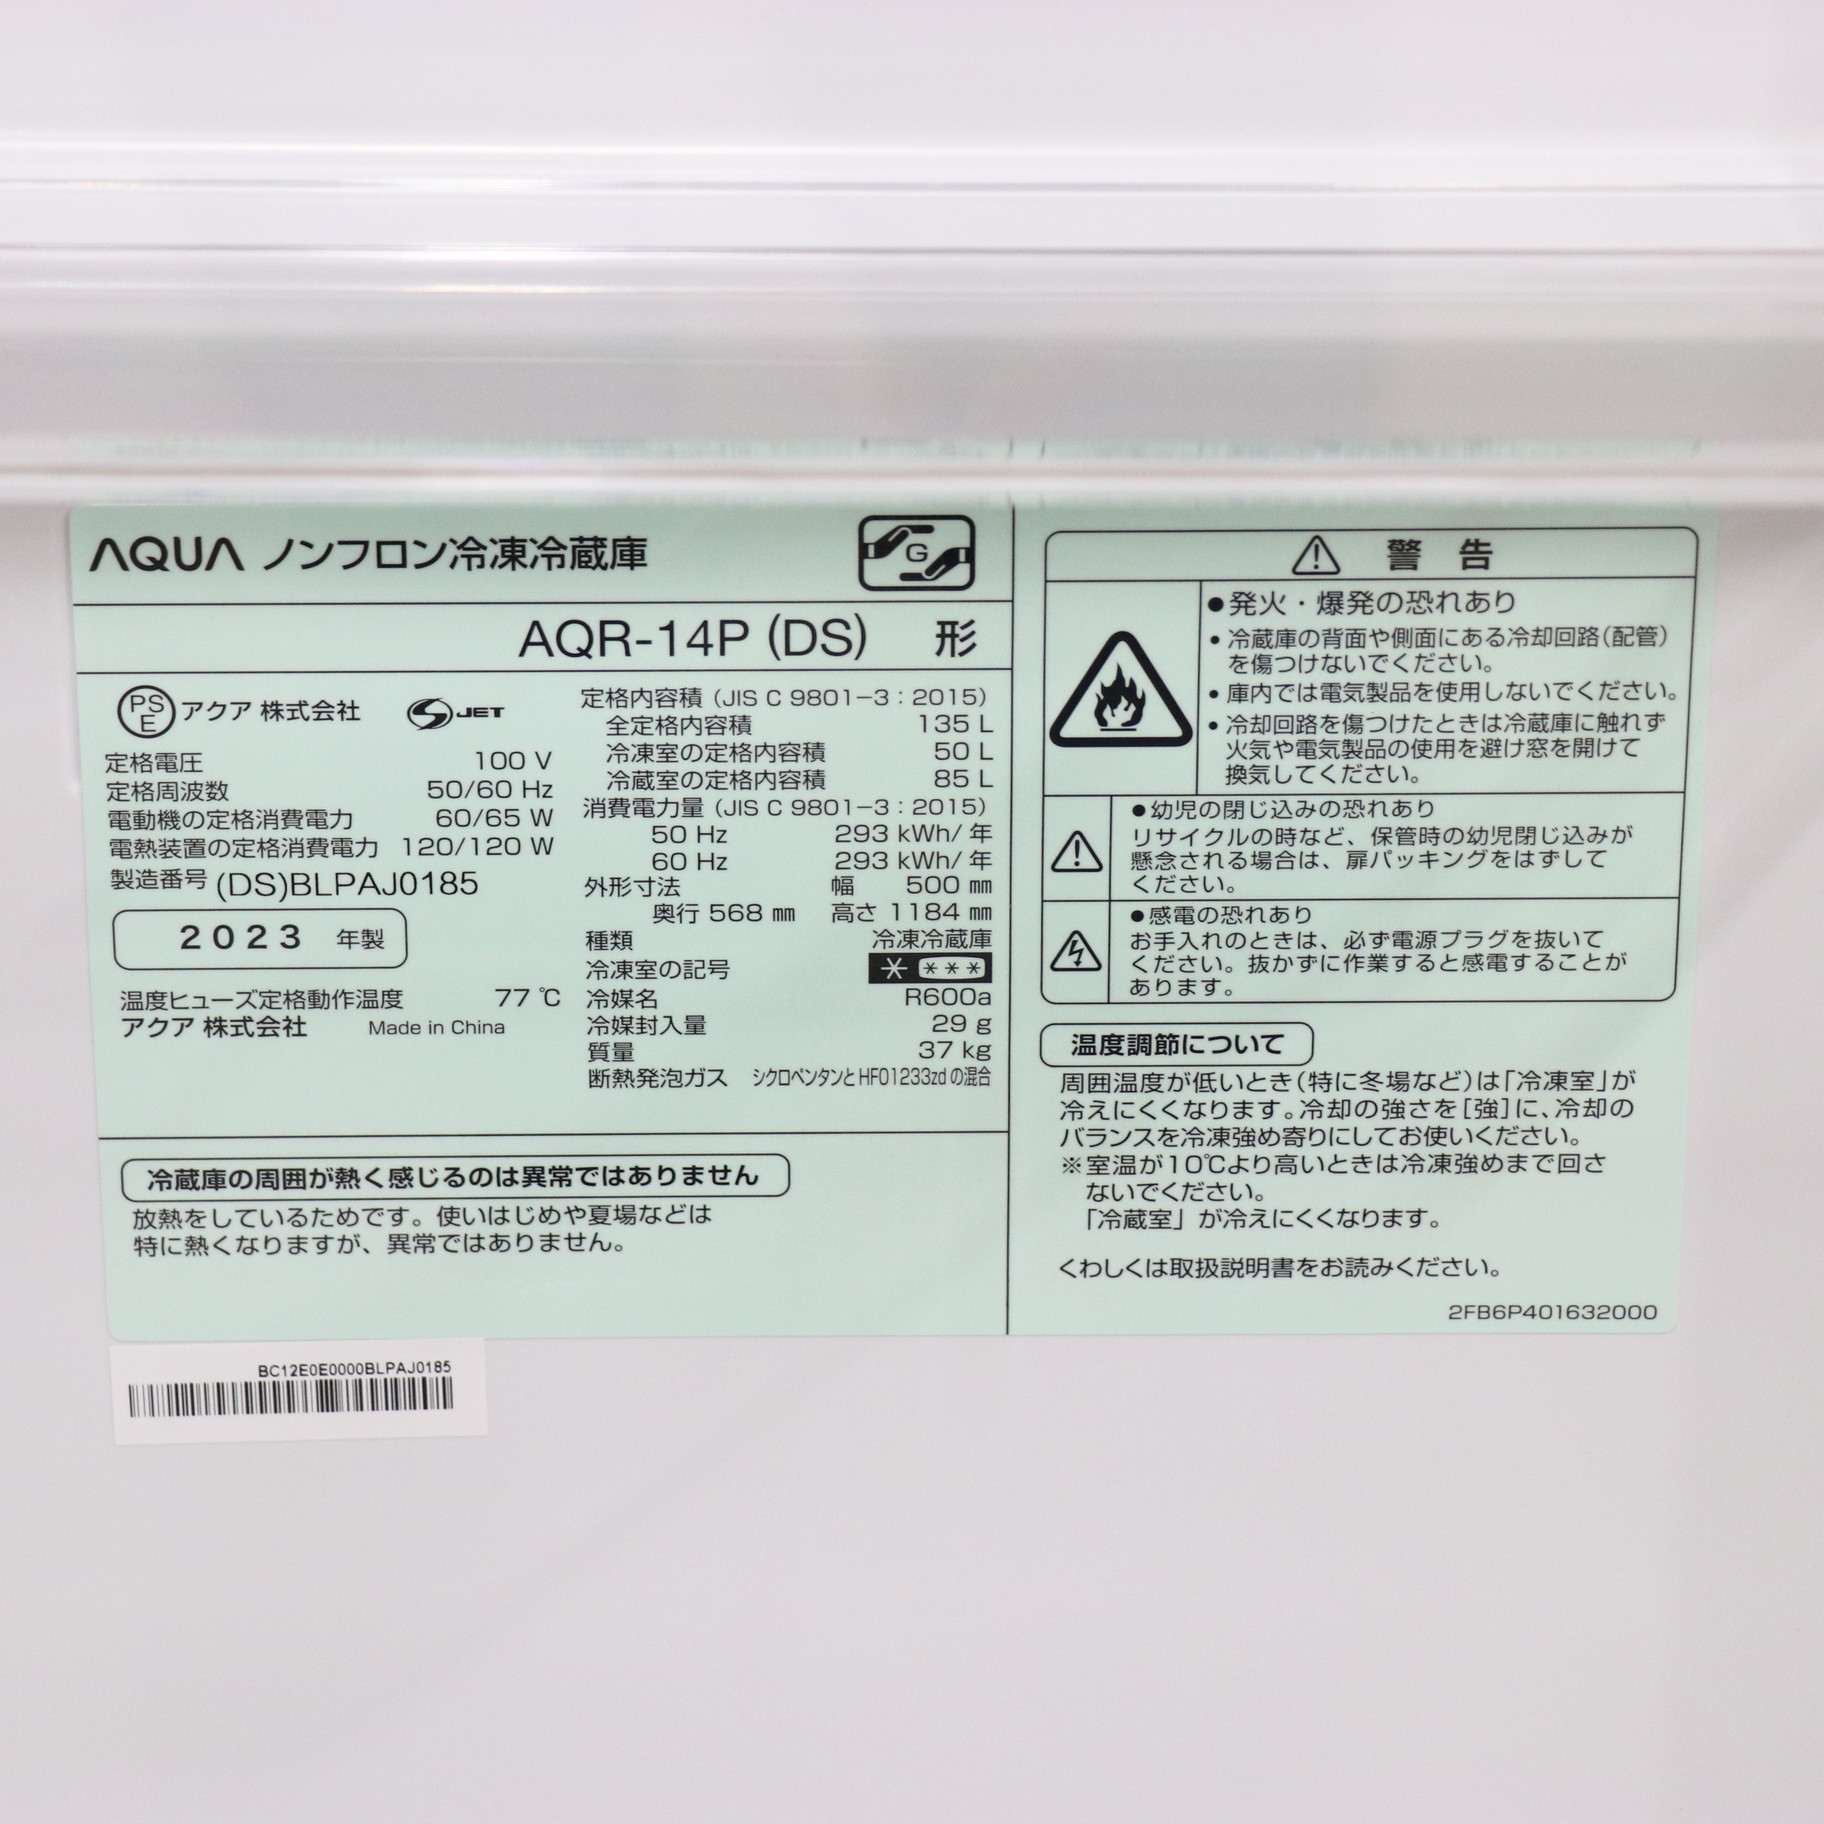 AQUA ノンフロン冷凍冷蔵庫
G
AQR-14P (DS) 形
PS
E
アクア 株式会社
S JET
定格電圧 100 V
定格周波数 50/60 Hz
電動機の定格消費電力 60/65 W
電熱装置の定格消費電力 120/120 W
製造番号 (DS)BLPAJ0185
2023 年製
温度ヒューズ定格動作温度 77 ℃
アクア 株式会社 Made in China
定格内容積 (JIS C 9801-3 : 2015)
全定格内容積 135 L
冷凍室の定格内容積 50 L
冷蔵室の定格内容積 85 L
消費電力量 (JIS C 9801-3 : 2015)
50 Hz 293 kWh/年
60 Hz 293 kWh/年
外形寸法 幅 500 ㎜
奥行 568 ㎜ 高さ 1184 ㎜
種類 冷凍冷蔵庫
冷凍室の記号 * ***
冷媒名 R600a
冷媒封入量 29 g
質量 37 kg
断熱発泡ガス シクロペンタンとHFO1233zdの混合
冷蔵庫の周囲が熱く感じるのは異常ではありません
放熱をしているためです。使いはじめや夏場などは
特に熱くなりますが、異常ではありません。
BC12E0E0000BLPAJ0185
警 告
●発火・爆発の恐れあり
・冷蔵庫の背面や側面にある冷却回路(配管)
を傷つけないでください。
・庫内では電気製品を使用しないでください。
・冷却回路を傷つけたときは冷蔵庫に触れず
火気や電気製品の使用を避け窓を開けて
換気してください。
●幼児の閉じ込みの恐れあり
リサイクルの時など、保管時の幼児閉じ込みが
懸念される場合は、扉パッキングをはずして
ください。
●感電の恐れあり
お手入れのときは、必ず電源プラグを抜いて
ください。抜かずに作業すると感電することが
あります。
温度調節について
周囲温度が低いとき(特に冬場など)は「冷凍室」が
冷えにくくなります。冷却の強さを[強]に、冷却の
バランスを冷凍強め寄りにしてお使いください。
※室温が10℃より高いときは冷凍強めまで回さ
ないでください。
「冷蔵室」が冷えにくくなります。
くわしくは取扱説明書をお読みください。
2FB6P401632000